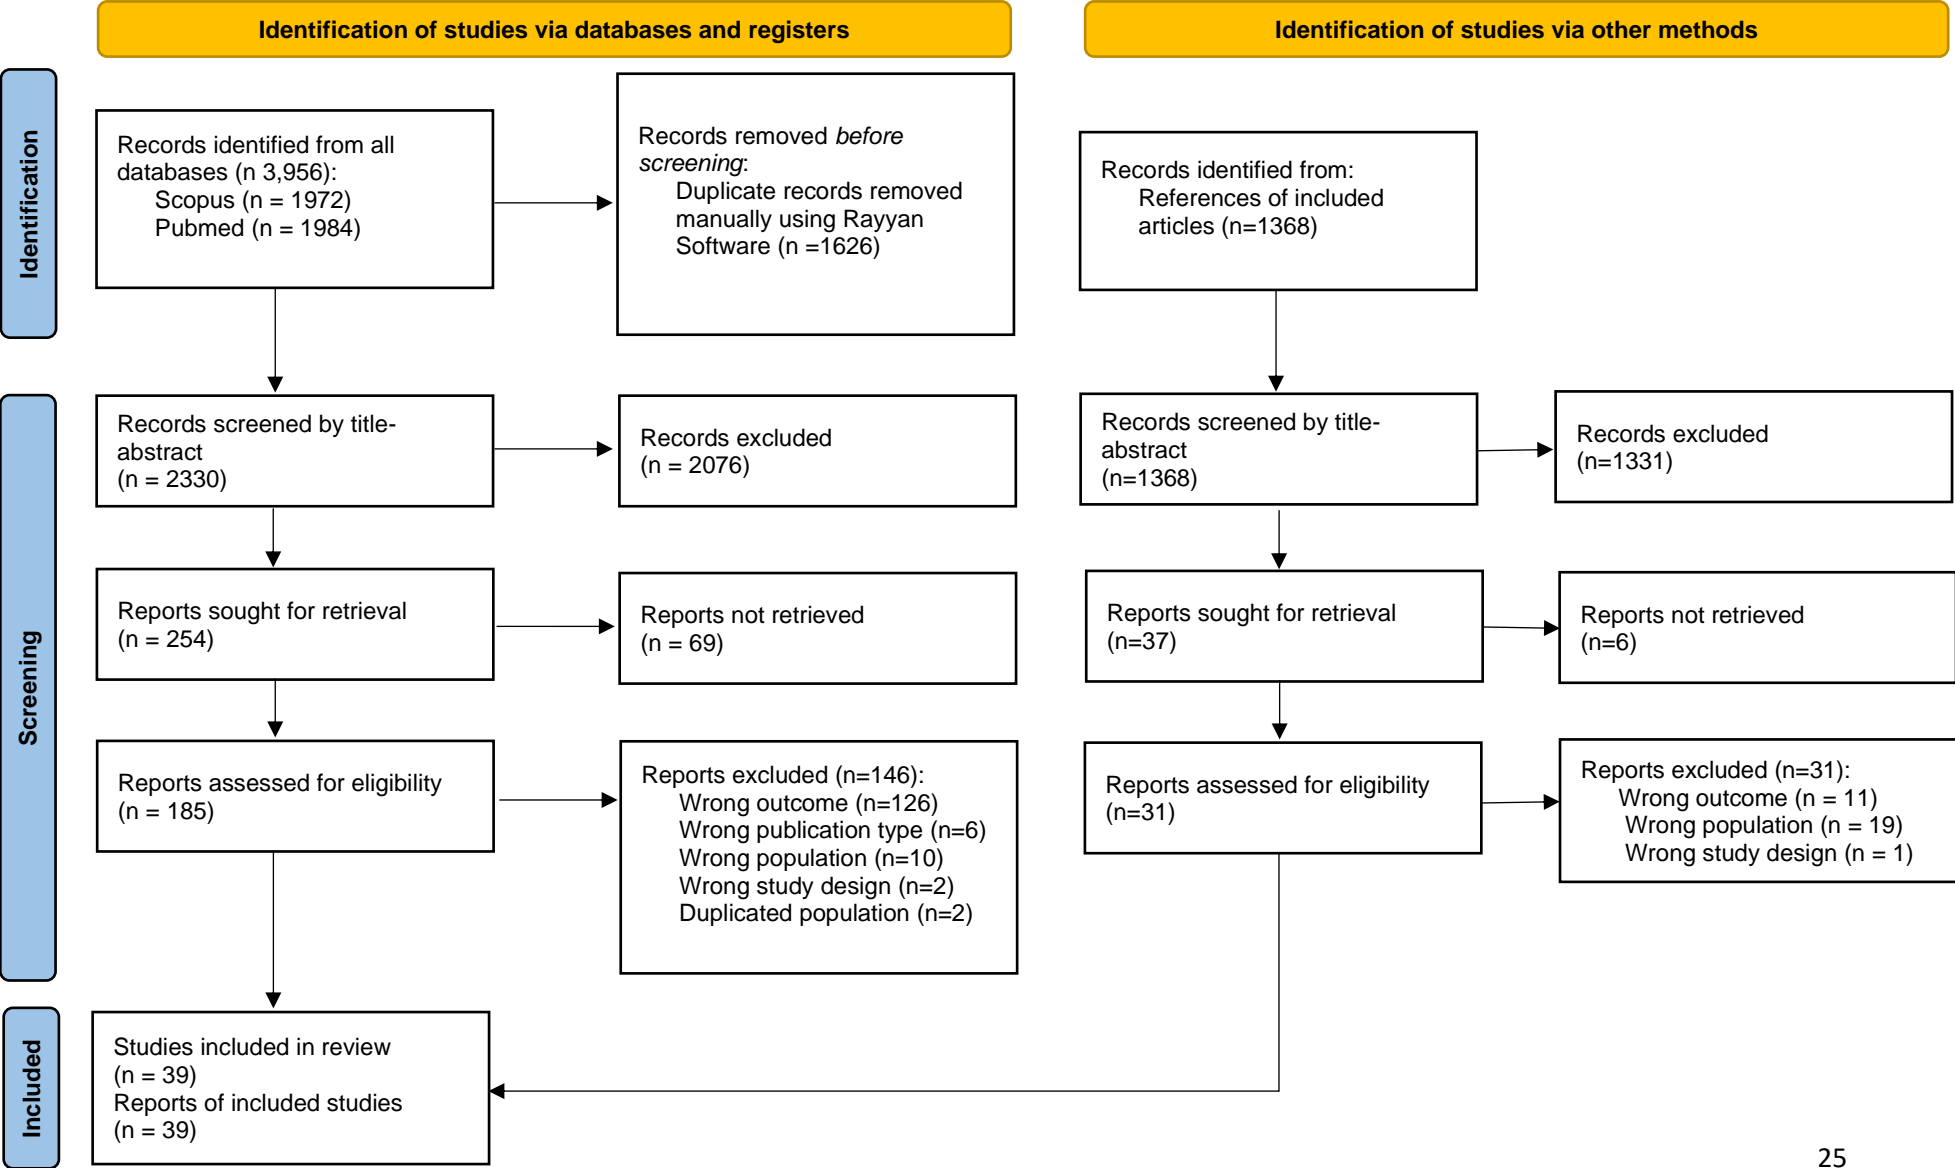 Identification of studies via databases and registers
Identification of studies via other methods
Identification
Records identified from all
databases (n 3,956):
Scopus (n = 1972)
Pubmed (n = 1984)
Records removed before
screening:
Duplicate records removed
manually using Rayyan
Software (n =1626)
Records identified from:
References of included
articles (n=1368)
Screening
Records screened by title-
abstract
(n = 2330)
Records excluded
(n = 2076)
Records screened by title-
abstract
(n=1368)
Records excluded
(n=1331)
Reports sought for retrieval
(n = 254)
Reports not retrieved
(n = 69)
Reports sought for retrieval
(n=37)
Reports not retrieved
(n=6)
Reports assessed for eligibility
(n = 185)
Reports excluded (n=146):
Wrong outcome (n=126)
Wrong publication type (n=6)
Wrong population (n=10)
Wrong study design (n=2)
Duplicated population (n=2)
Reports assessed for eligibility
(n=31)
Reports excluded (n=31):
Wrong outcome (n = 11)
Wrong population (n = 19)
Wrong study design (n = 1)
Included
Studies included in review
(n = 39)
Reports of included studies
(n = 39)
25